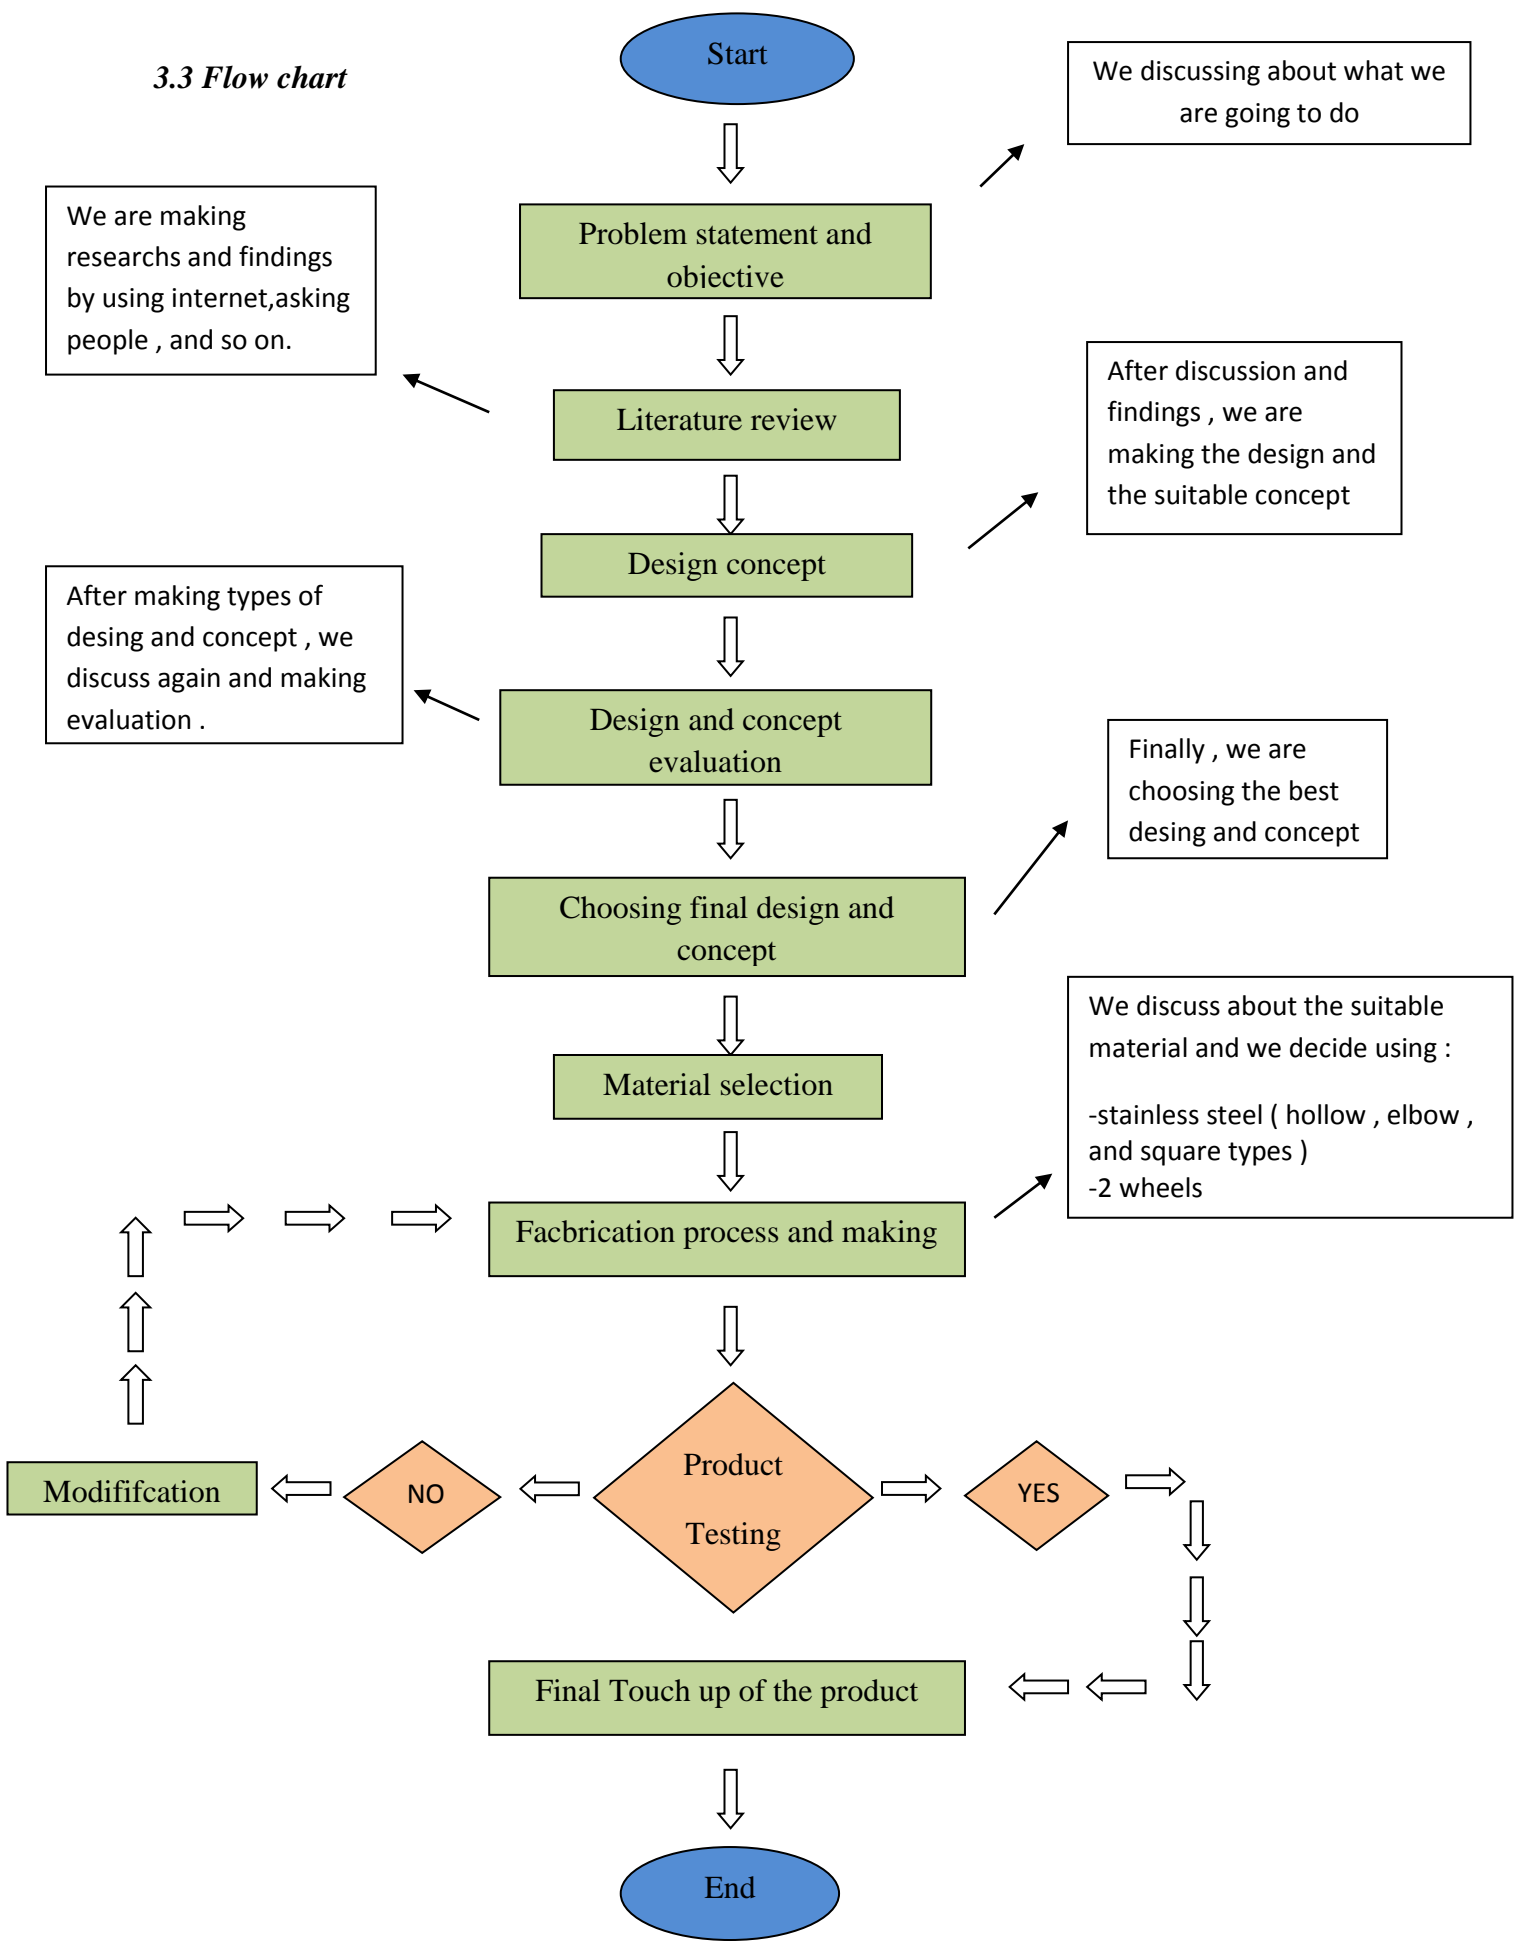 3.3 Flow chart
Start
We discussing about what we
are going to do
Problem statement and
objective
We are making
researchs and findings
by using internet,asking
people , and so on.
Literature review
After discussion and
findings , we are
making the design and
the suitable concept
Design concept
After making types of
desing and concept , we
discuss again and making
evaluation .
Design and concept
evaluation
Finally , we are
choosing the best
desing and concept
Choosing final design and
concept
We discuss about the suitable
material and we decide using :
-stainless steel ( hollow , elbow ,
and square types )
-2 wheels
Material selection
Facbrication process and making
Product
Testing
NO
YES
Modififcation
Final Touch up of the product
End